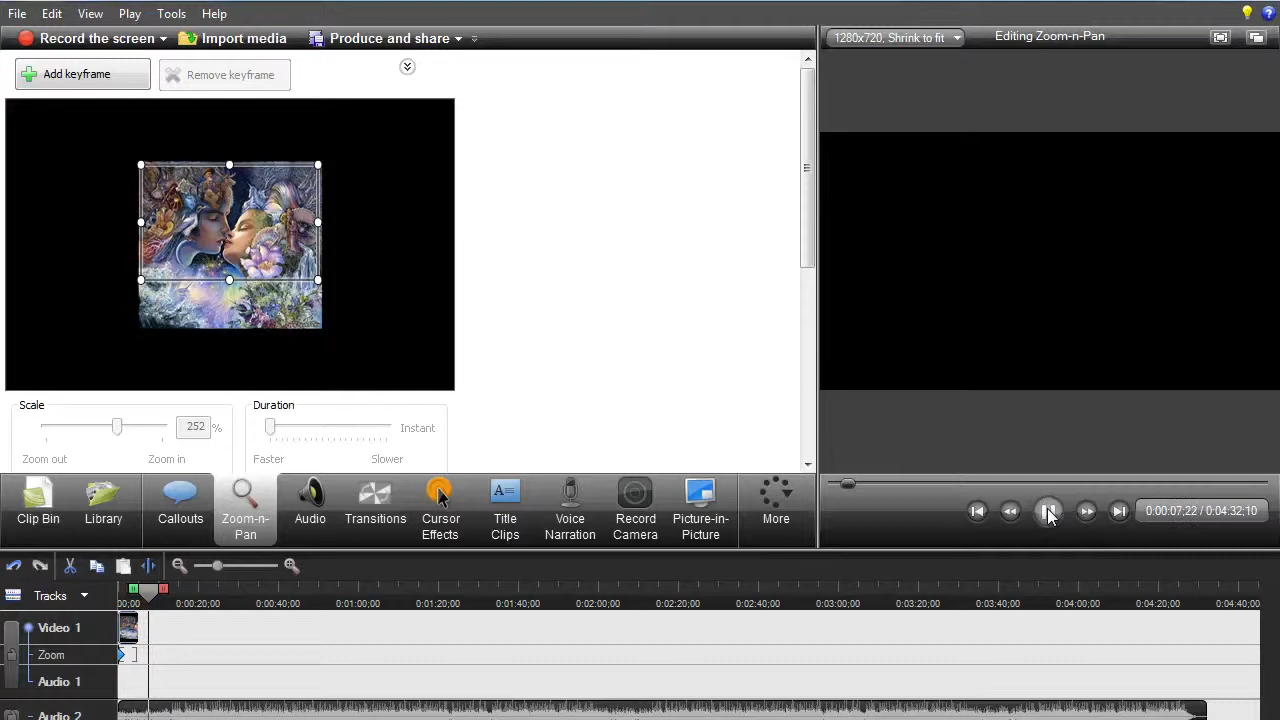 File Edit View Play Tools Help
Record the screen Import media Produce and share 1280x720, Shrink to fit Editing Zoom-n-Pan
Add keyframe Remove keyframe
Scale Duration
252 % Instant
Zoom out Zoom in Faster Slower
Clip Bin Library Callouts Zoom-n-Pan Audio Transitions Cursor Effects Title Clips Voice Narration Record Camera Picture-in-Picture More
0:00:07;22 / 0:04:32;10
Tracks 00;00 0:00:20;00 0:00:40;00 0:01:00;00 0:01:20;00 0:01:40;00 0:02:00;00 0:02:20;00 0:02:40;00 0:03:00;00 0:03:20;00 0:03:40;00 0:04:00;00 0:04:20;00 0:04:40;00
Video 1
Zoom
Audio 1
Audio 2